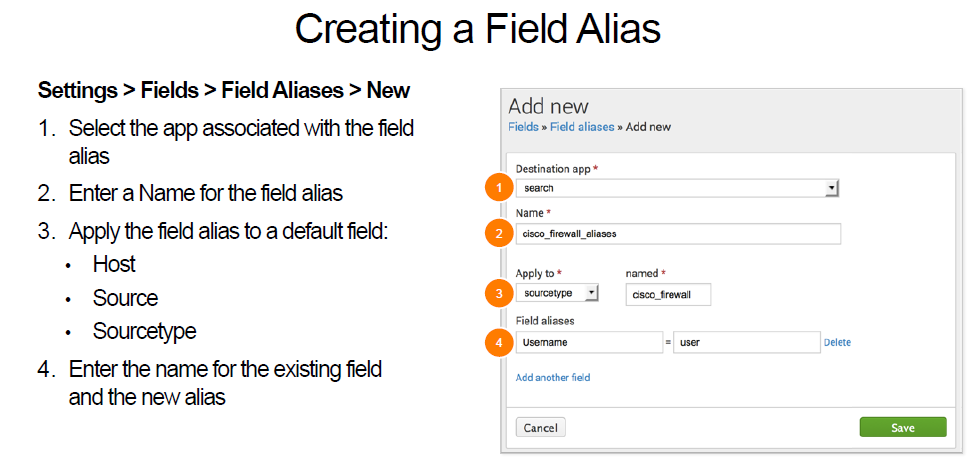 Creating a Field Alias
Settings > Fields > Field Aliases > New
1. Select the app associated with the field
alias
2. Enter a Name for the field alias
3. Apply the field alias to a default field:
• Host
• Source
• Sourcetype
4. Enter the name for the existing field
and the new alias
Add new
Fields » Field aliases » Add new
Destination app *
1 search
Name *
2 cisco_firewall_aliases
Apply to * named *
3 sourcetype cisco_firewall
Field aliases
4 Username = user Delete
Add another field
Cancel Save